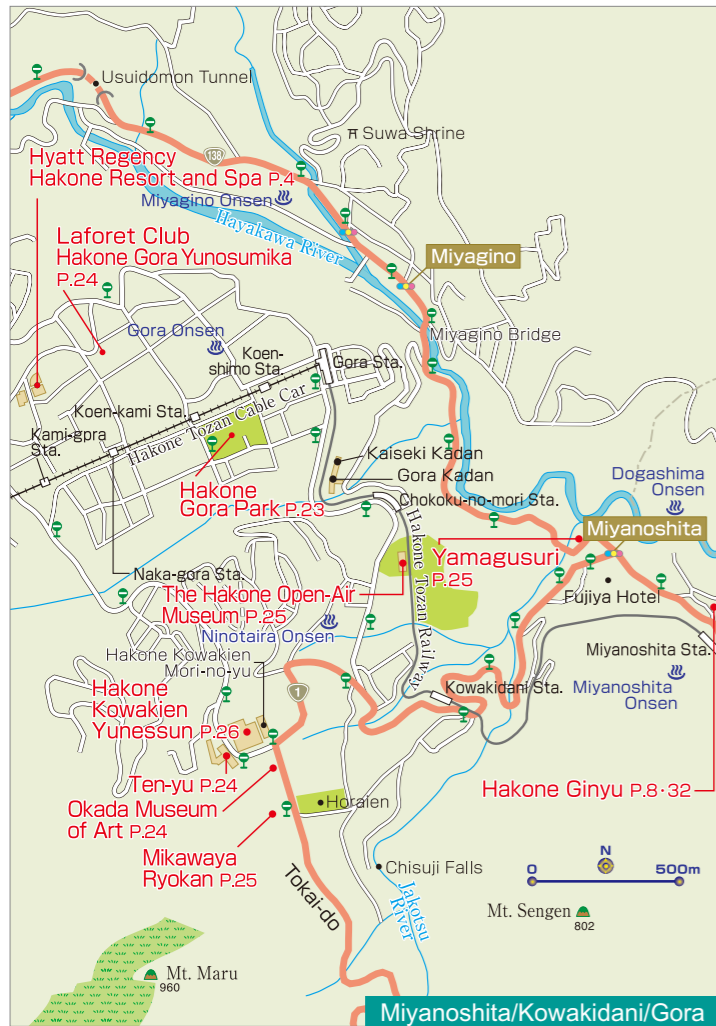 Usuidomon Tunnel
Suwa Shrine
138
Hyatt Regency
Hakone Resort and Spa P.4
Miyagino Onsen
Hayakawa River
Laforet Club
Hakone Gora Yunosumika
P.24
Miyagino
Miyagino Bridge
Gora Onsen
Koen-
shimo Sta.
Gora Sta.
Koen-kami Sta.
Hakone Tozan Cable Car
Kami-gpra
Sta.
Kaiseki Kadan
Gora Kadan
Hakone
Gora Park P.23
Chokoku-no-mori Sta.
Dogashima
Onsen
Miyanoshita
Yamagusuri
P.25
Naka-gora Sta.
The Hakone Open-Air
Museum P.25
Hakone Tozan Railway
Fujiya Hotel
Ninotaira Onsen
Hakone Kowakien
Mori-no-yu
Miyanoshita Sta.
Kowakidani Sta.
Miyanoshita
Onsen
1
Hakone
Kowakien
Yunessun
P.26
Ten-yu P.24
Hakone Ginyu P.8·32
Okada Museum
of Art P.24
Horaien
Mikawaya
Ryokan P.25
Chisuji Falls
N
0 500m
Tokai-do
Jakotsu
River
Mt. Sengen
802
Mt. Maru
960
Miyanoshita/Kowakidani/Gora